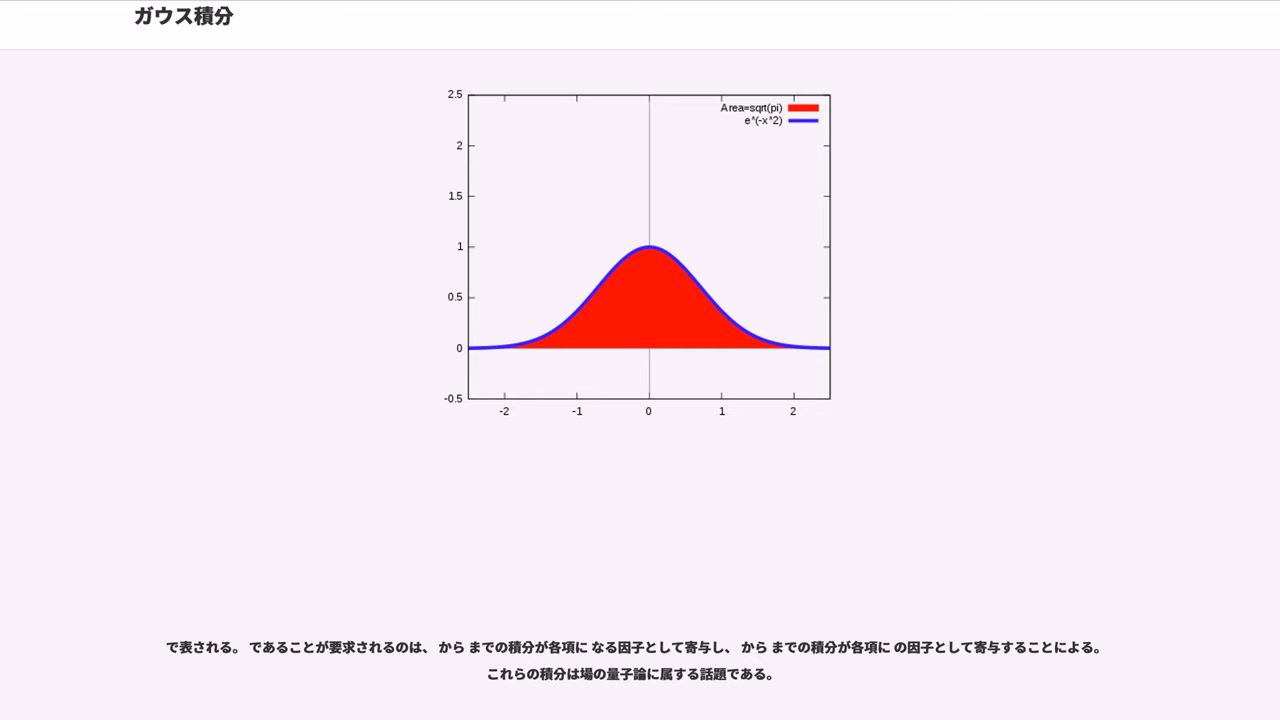 ガウス積分
2.5
2
1.5
1
0.5
0
-0.5
-2 -1 0 1 2
Area=sqrt(pi)
e^(-x^2)
で表される。 であることが要求されるのは、 から までの積分が各項に なる因子として寄与し、 から までの積分が各項に の因子として寄与することによる。
これらの積分は場の量子論に属する話題である。